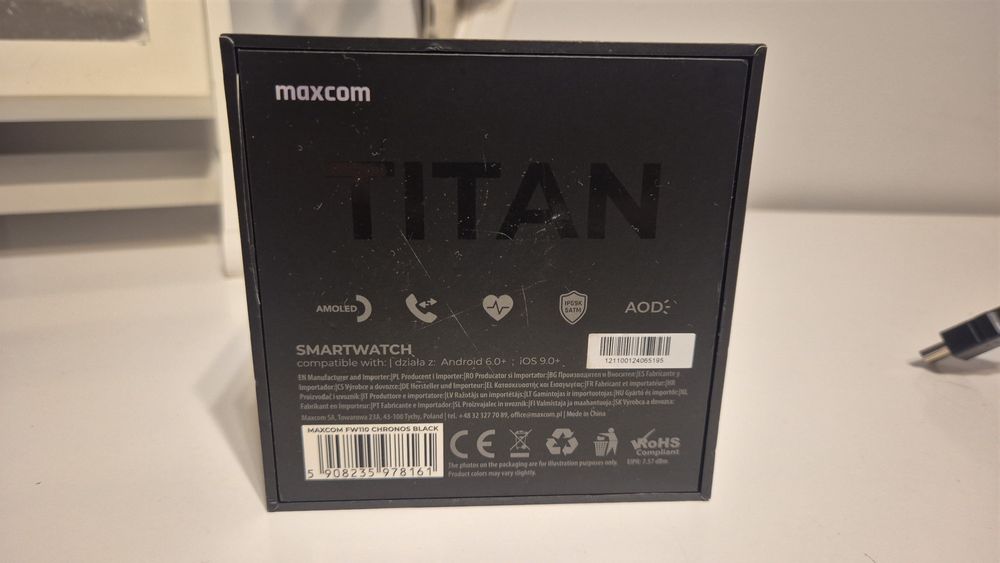 maxcom
TITAN
AMOLED
IP69K
5ATM
AOD
SMARTWATCH
compatible with: | działa z: Android 6.0+ ; iOS 9.0+
121100124065195
EN Manufacturer and Importer:|PL Producent i Importer:|RO Producator si Importator:|BG Производител и Вносител:|ES Fabricante y
Importador:|CS Výrobce a dovozce:|DE Hersteller und Importeur:|EL Κατασκευαστής και Εισαγωγέας:|FR Fabricant et importateur:|HR
Proizvođač i uvoznik:|IT Produttore e importatore:|LV Ražotājs un importētājs:|LT Gamintojas ir importuotojas:|HU Gyártó és importőr:|NL
Fabrikant en Importeur:|PT Fabricante e Importador:|SL Proizvajalec in uvoznik:|FI Valmistaja ja maahantuoja:|SK Výrobca a dovozca:
Maxcom SA, Towarowa 23A, 43-100 Tychy, Poland | tel. +48 32 327 70 89, office@maxcom.pl | Made in China
MAXCOM FW110 CHRONOS BLACK
5 908235 978161
CE
RoHS
Compliant
The photos on the packaging are for illustration purposes only.
Product colors may vary slightly.
EIPR: 7.57 dBm